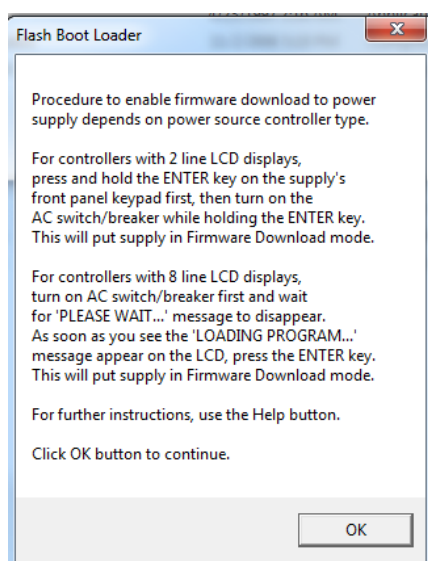 Flash Boot Loader
Procedure to enable firmware download to power
supply depends on power source controller type.
For controllers with 2 line LCD displays,
press and hold the ENTER key on the supply's
front panel keypad first, then turn on the
AC switch/breaker while holding the ENTER key.
This will put supply in Firmware Download mode.
For controllers with 8 line LCD displays,
turn on AC switch/breaker first and wait
for 'PLEASE WAIT...' message to disappear.
As soon as you see the 'LOADING PROGRAM...'
message appear on the LCD, press the ENTER key.
This will put supply in Firmware Download mode.
For further instructions, use the Help button.
Click OK button to continue.
OK